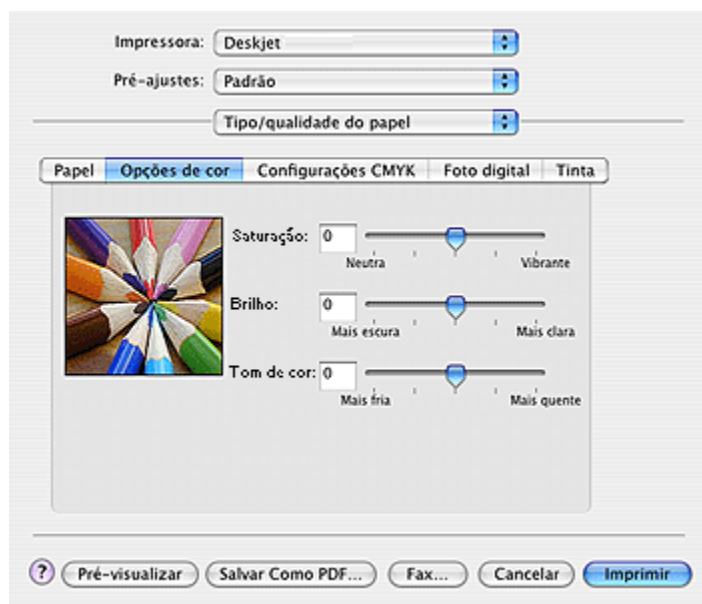 Impressora: Deskjet
Pré-ajustes: Padrão
Tipo/qualidade do papel
Papel Opções de cor Configurações CMYK Foto digital Tinta
Saturação: 0
Neutra Vibrante
Brilho: 0
Mais escura Mais clara
Tom de cor: 0
Mais fria Mais quente
? Pré-visualizar Salvar Como PDF... Fax... Cancelar Imprimir